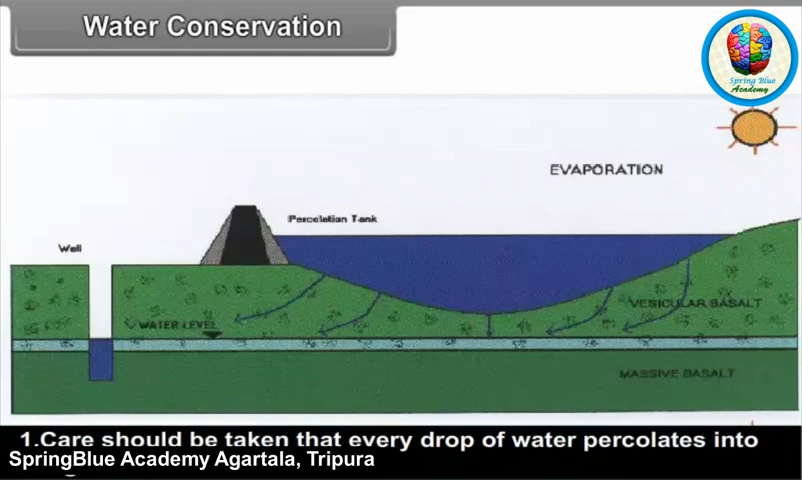 Water Conservation
Spring Blue
Academy
EVAPORATION
Percolation Tank
Well
VESICULAR BASALT
WATER LEVEL
MASSIVE BASALT
1.Care should be taken that every drop of water percolates into
SpringBlue Academy Agartala, Tripura